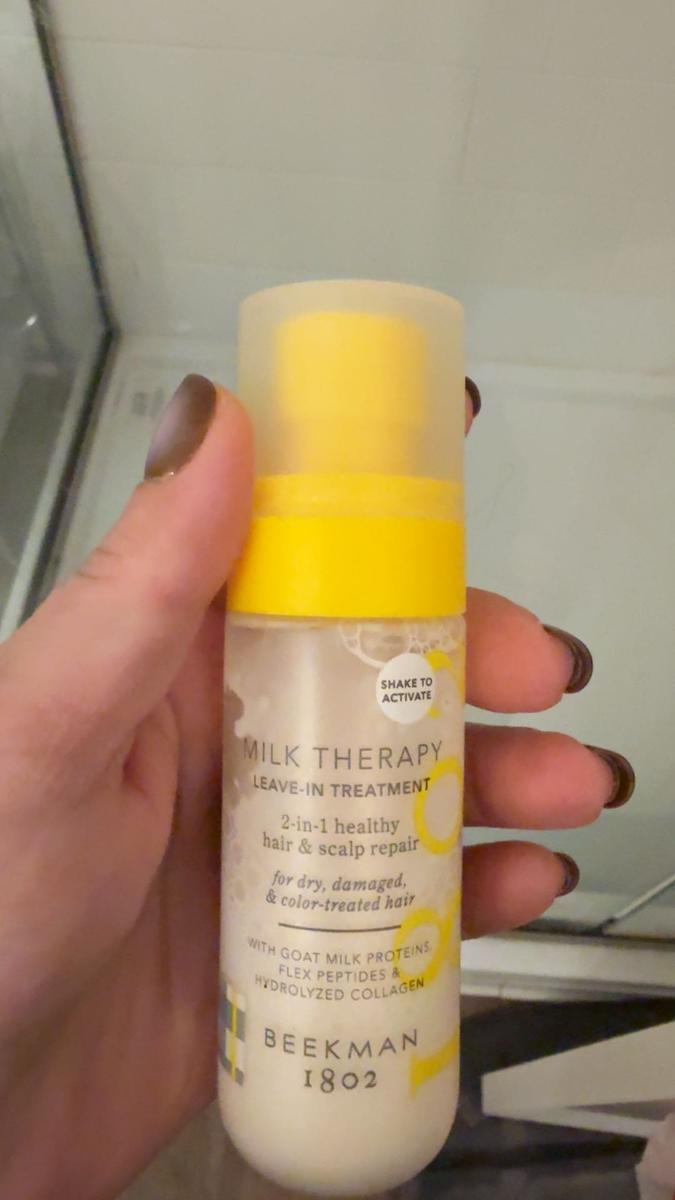 SHAKE TO
ACTIVATE
MILK THERAPY
LEAVE-IN TREATMENT
2-in-1 healthy
hair & scalp repair
for dry, damaged,
& color-treated hair
WITH GOAT MILK PROTEINS,
FLEX PEPTIDES &
HYDROLYZED COLLAGEN
BEEKMAN
1802